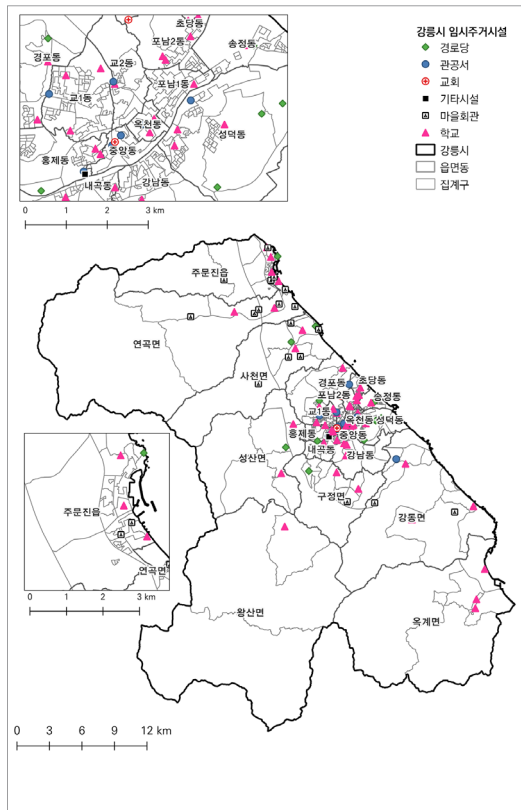 강릉시 임시주거시설
경로당
관공서
교회
기타시설
마을회관
학교
강릉시
읍면동
집계구
초당동
포남2동
송정동
경포동
교2동
포남1동
교1동
옥천동
성덕동
중앙동
홍제동
내곡동
강남동
0 1 2 3 km
주문진읍
연곡면
사천면
경포동
초당동
포남2동
송정동
교1동
옥천동
성덕동
홍제동
중앙동
내곡동
강남동
성산면
구정면
강동면
왕산면
옥계면
주문진읍
연곡면
0 1 2 3 km
0 3 6 9 12 km